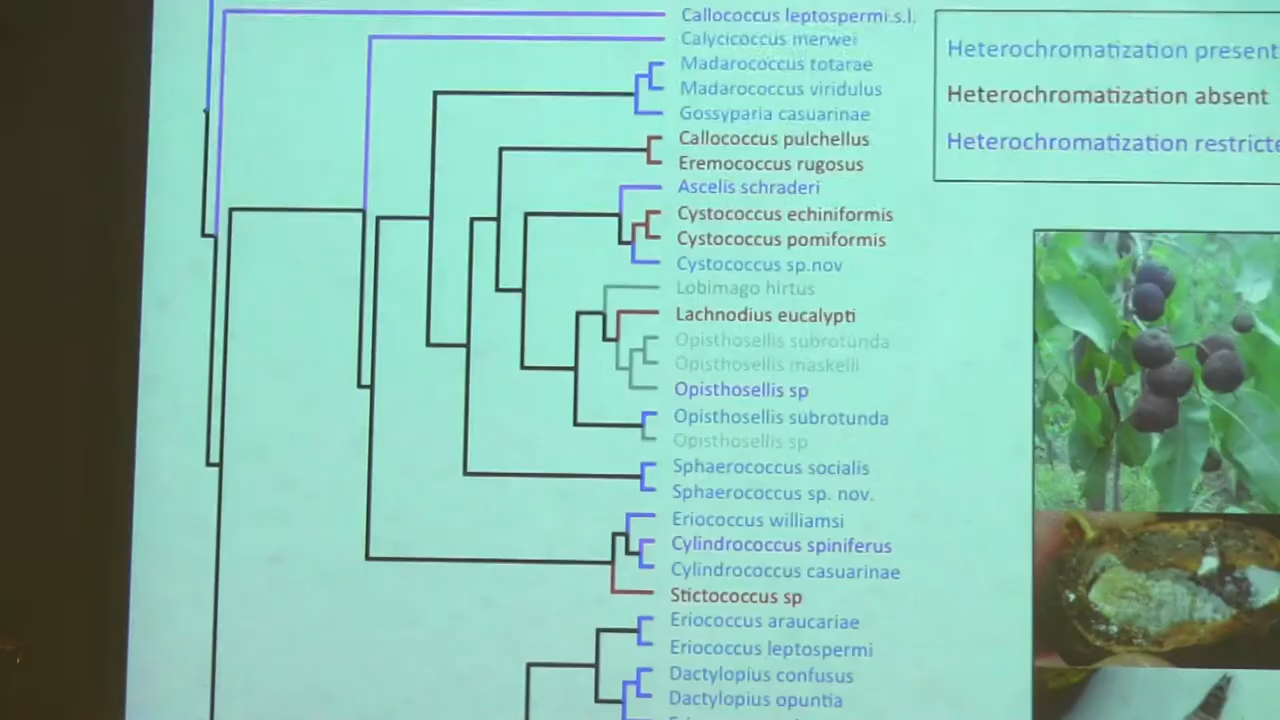 Callococcus leptospermi.s.l.
Calycicoccus merwei
Madarococcus totarae
Madarococcus viridulus
Gossyparia casuarinae
Callococcus pulchellus
Eremococcus rugosus
Ascelis schraderi
Cystococcus echiniformis
Cystococcus pomiformis
Cystococcus sp.nov
Lobimago hirtus
Lachnodius eucalypti
Opisthosellis subrotunda
Opisthosellis maskelli
Opisthosellis sp
Opisthosellis subrotunda
Opisthosellis sp
Sphaerococcus socialis
Sphaerococcus sp. nov.
Eriococcus williamsi
Cylindrococcus spiniferus
Cylindrococcus casuarinae
Stictococcus sp
Eriococcus araucariae
Eriococcus leptospermi
Dactylopius confusus
Dactylopius opuntia
Heterochromatization present
Heterochromatization absent
Heterochromatization restricte